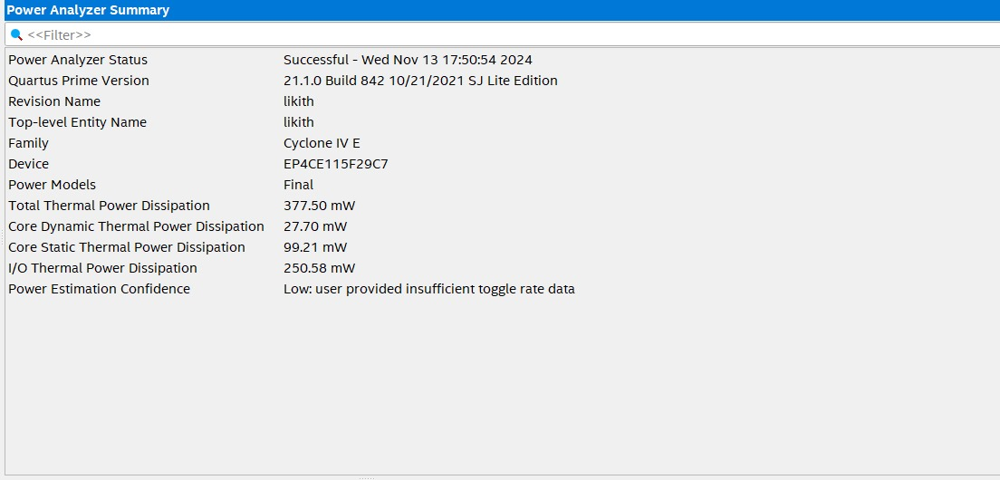 Power Analyzer Summary
<<Filter>>
Power Analyzer Status Successful - Wed Nov 13 17:50:54 2024
Quartus Prime Version 21.1.0 Build 842 10/21/2021 SJ Lite Edition
Revision Name likith
Top-level Entity Name likith
Family Cyclone IV E
Device EP4CE115F29C7
Power Models Final
Total Thermal Power Dissipation 377.50 mW
Core Dynamic Thermal Power Dissipation 27.70 mW
Core Static Thermal Power Dissipation 99.21 mW
I/O Thermal Power Dissipation 250.58 mW
Power Estimation Confidence Low: user provided insufficient toggle rate data